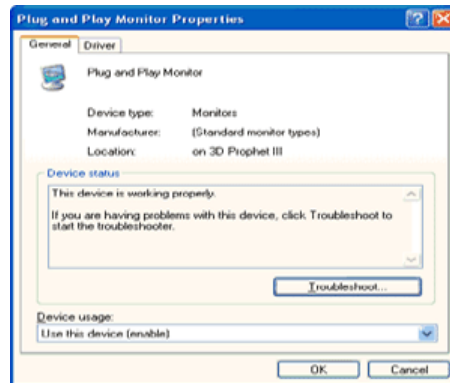 Plug and Play Monitor Properties
General Driver
Plug and Play Monitor
Device type: Monitors
Manufacturer: (Standard monitor types)
Location: on 3D Prophet III
Device status
This device is working properly.
If you are having problems with this device, click Troubleshoot to
start the troubleshooter.
Troubleshoot...
Device usage:
Use this device (enable)
OK Cancel